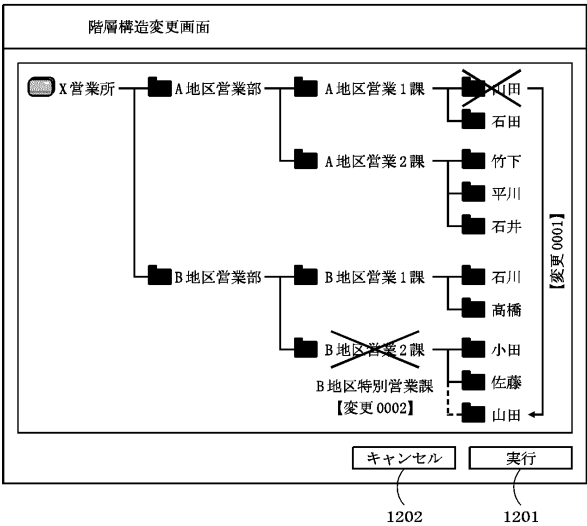 階層構造変更画面
X営業所
A地区営業部
A地区営業1課
山田
石田
A地区営業2課
竹下
平川
石井
【変更0001】
B地区営業部
B地区営業1課
石川
高橋
B地区営業2課
小田
B地区特別営業課
佐藤
【変更0002】
山田
キャンセル
実行
1202
1201